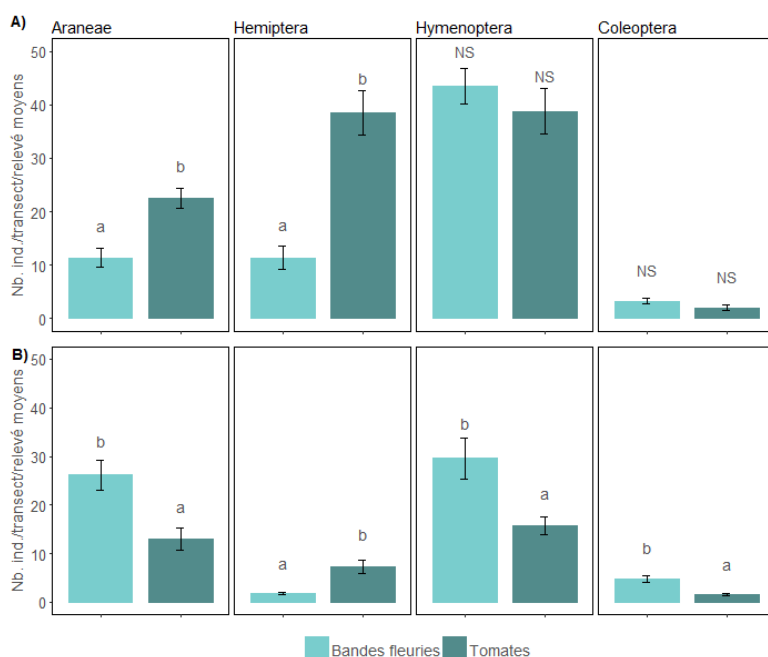 A)
Araneae Hemiptera Hymenoptera Coleoptera
Nb. ind./transect/relevé moyens
50
40
30
20
10
0
a b a b NS NS NS NS
B)
Nb. ind./transect/relevé moyens
50
40
30
20
10
0
b a a b b a b a
Bandes fleuries Tomates